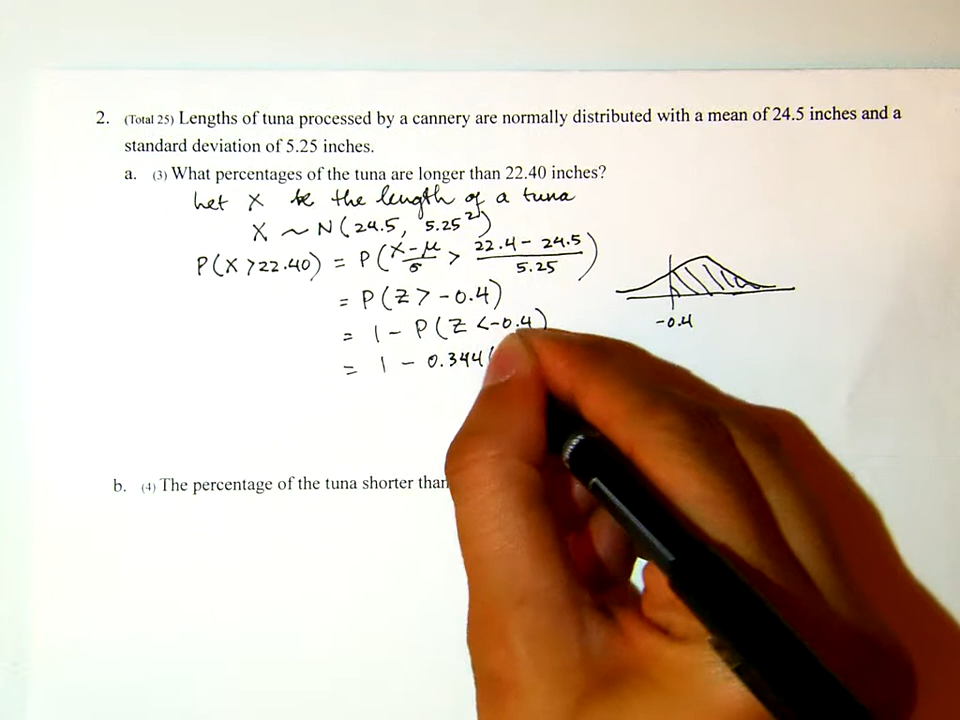 2. (Total 25) Lengths of tuna processed by a cannery are normally distributed with a mean of 24.5 inches and a
standard deviation of 5.25 inches.
a. (3) What percentages of the tuna are longer than 22.40 inches?
Let X be the length of a tuna
X ~ N(24.5, 5.25²)
P(X > 22.40) = P((X-μ)/σ > (22.4 - 24.5)/5.25)
= P(Z > -0.4)
-0.4
= 1 - P(Z < -0.4)
= 1 - 0.344
b. (4) The percentage of the tuna shorter than